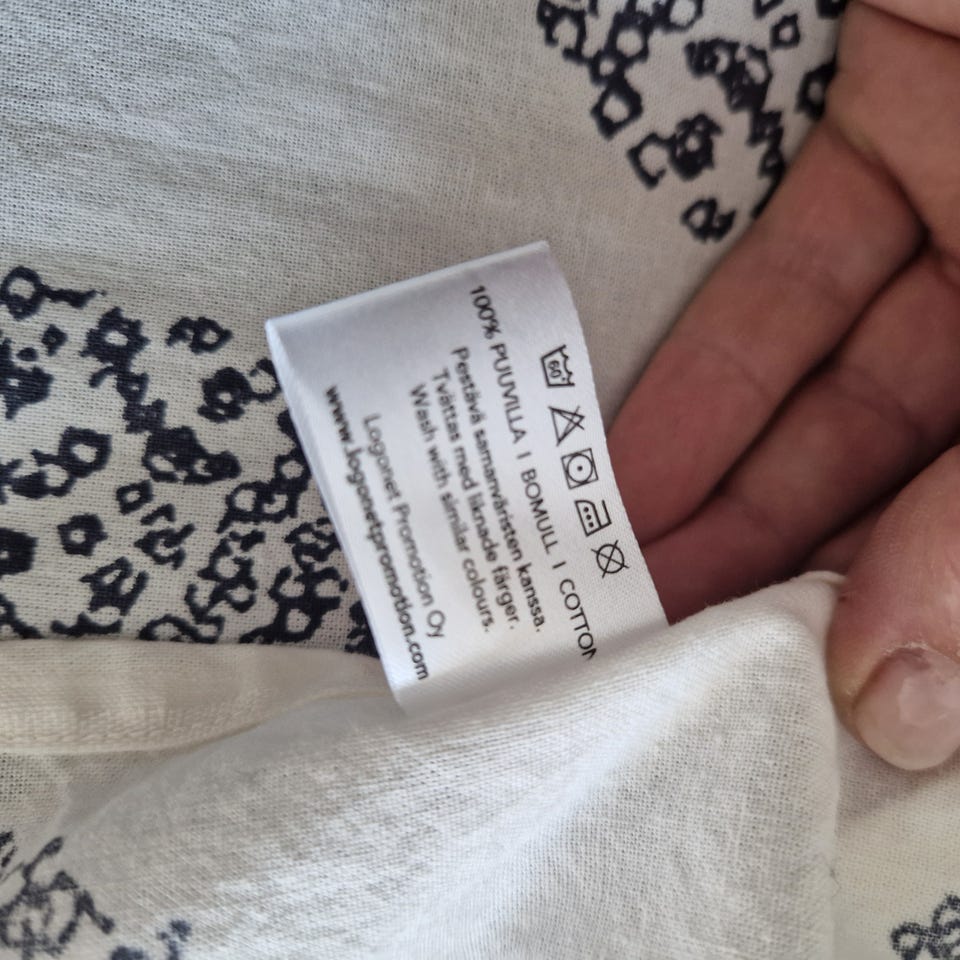 60°
100% PUUVILLA I BOMULL I COTTON
Pestävä samanväristen kanssa.
Tvättas med liknade färger.
Wash with similar colours.
Logonet Promotion Oy
www.logonetpromotion.com